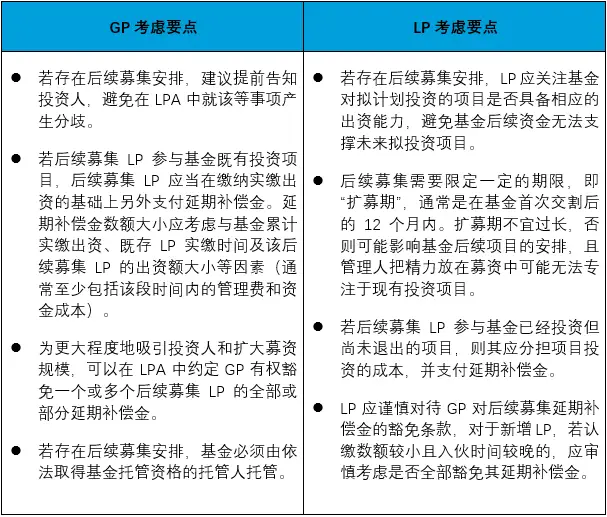 GP 考虑要点
若存在后续募集安排，建议提前告知
投资人，避免在 LPA 中就该等事项产
生分歧。
若后续募集 LP 参与基金既有投资项
目，后续募集 LP 应当在缴纳实缴出
资的基础上另外支付延期补偿金。延
期补偿金数额大小应考虑与基金累计
实缴出资、既存 LP 实缴时间及该后
续募集 LP 的出资额大小等因素（通
常至少包括该段时间内的管理费和资
金成本）。
为更大程度地吸引投资人和扩大募资
规模，可以在 LPA 中约定 GP 有权豁
免一个或多个后续募集 LP 的全部或
部分延期补偿金。
若存在后续募集安排，基金必须由依
法取得基金托管资格的托管人托管。
LP 考虑要点
若存在后续募集安排，LP 应关注基金
对拟计划投资的项目是否具备相应的
出资能力，避免基金后续资金无法支
撑未来拟投资项目。
后续募集需要限定一定的期限，即
“扩募期”，通常是在基金首次交割后
的 12 个月内。扩募期不宜过长，否
则可能影响基金后续项目的安排，且
管理人把精力放在募资中可能无法专
注于现有投资项目。
若后续募集 LP 参与基金已经投资但
尚未退出的项目，则其应分担项目投
资的成本，并支付延期补偿金。
LP 应谨慎对待 GP 对后续募集延期补
偿金的豁免条款，对于新增 LP，若认
缴数额较小且入伙时间较晚的，应审
慎考虑是否全部豁免其延期补偿金。